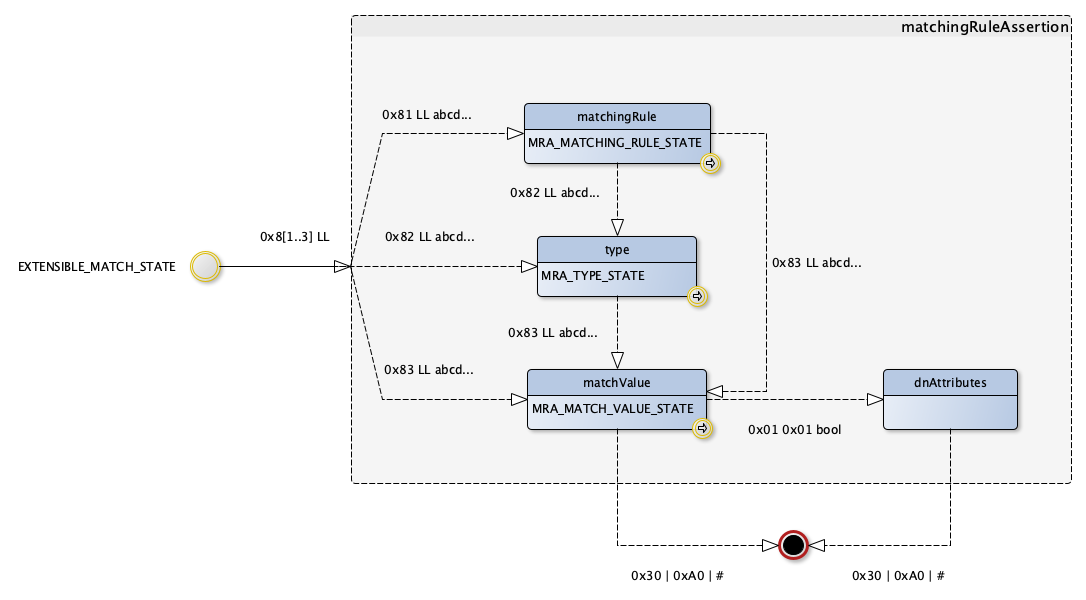 matchingRuleAssertion
0x81 LL abcd...
matchingRule
MRA_MATCHING_RULE_STATE
0x82 LL abcd...
0x8[1..3] LL
0x82 LL abcd...
type
EXTENSIBLE_MATCH_STATE
MRA_TYPE_STATE
0x83 LL abcd...
0x83 LL abcd...
0x83 LL abcd...
matchValue
dnAttributes
MRA_MATCH_VALUE_STATE
0x01 0x01 bool
0x30 | 0xA0 | #
0x30 | 0xA0 | #